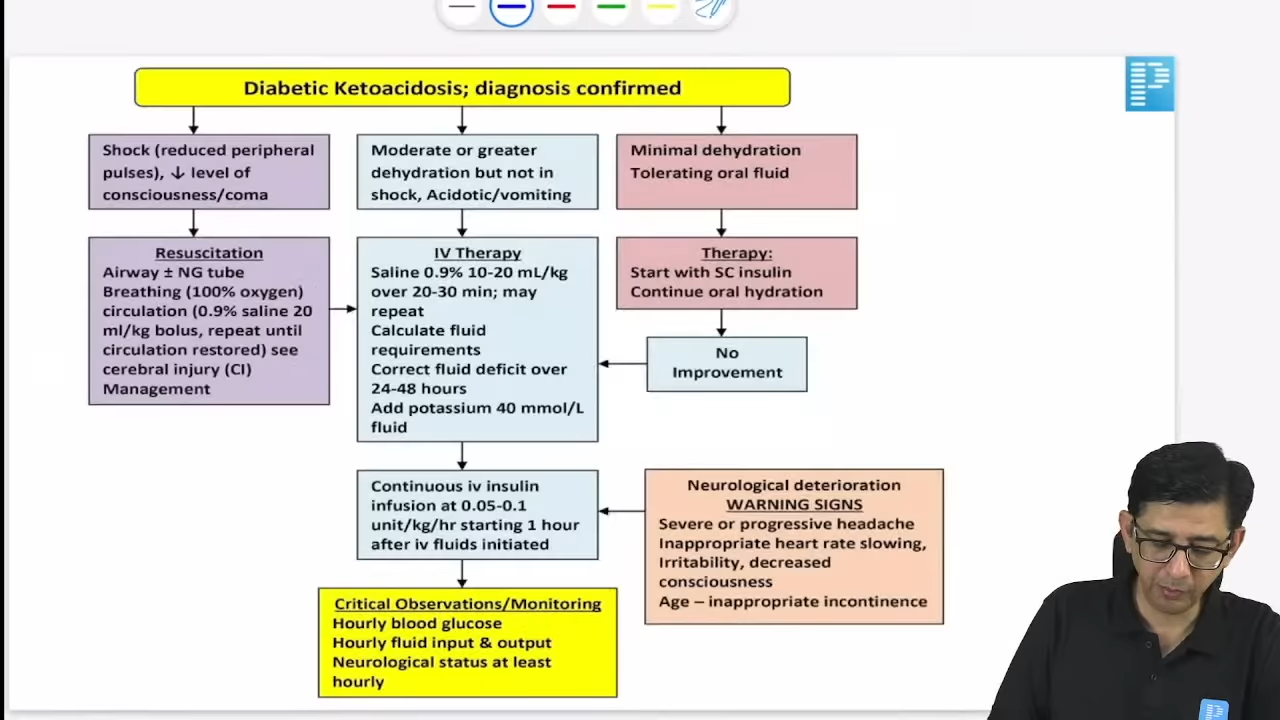 Diabetic Ketoacidosis; diagnosis confirmed
Shock (reduced peripheral
pulses), ↓ level of
consciousness/coma
Moderate or greater
dehydration but not in
shock, Acidotic/vomiting
Minimal dehydration
Tolerating oral fluid
Resuscitation
Airway ± NG tube
Breathing (100% oxygen)
circulation (0.9% saline 20
ml/kg bolus, repeat until
circulation restored) see
cerebral injury (CI)
Management
IV Therapy
Saline 0.9% 10-20 mL/kg
over 20-30 min; may
repeat
Calculate fluid
requirements
Correct fluid deficit over
24-48 hours
Add potassium 40 mmol/L
fluid
Therapy:
Start with SC insulin
Continue oral hydration
No
Improvement
Continuous iv insulin
infusion at 0.05-0.1
unit/kg/hr starting 1 hour
after iv fluids initiated
Neurological deterioration
WARNING SIGNS
Severe or progressive headache
Inappropriate heart rate slowing,
Irritability, decreased
consciousness
Age – inappropriate incontinence
Critical Observations/Monitoring
Hourly blood glucose
Hourly fluid input & output
Neurological status at least
hourly